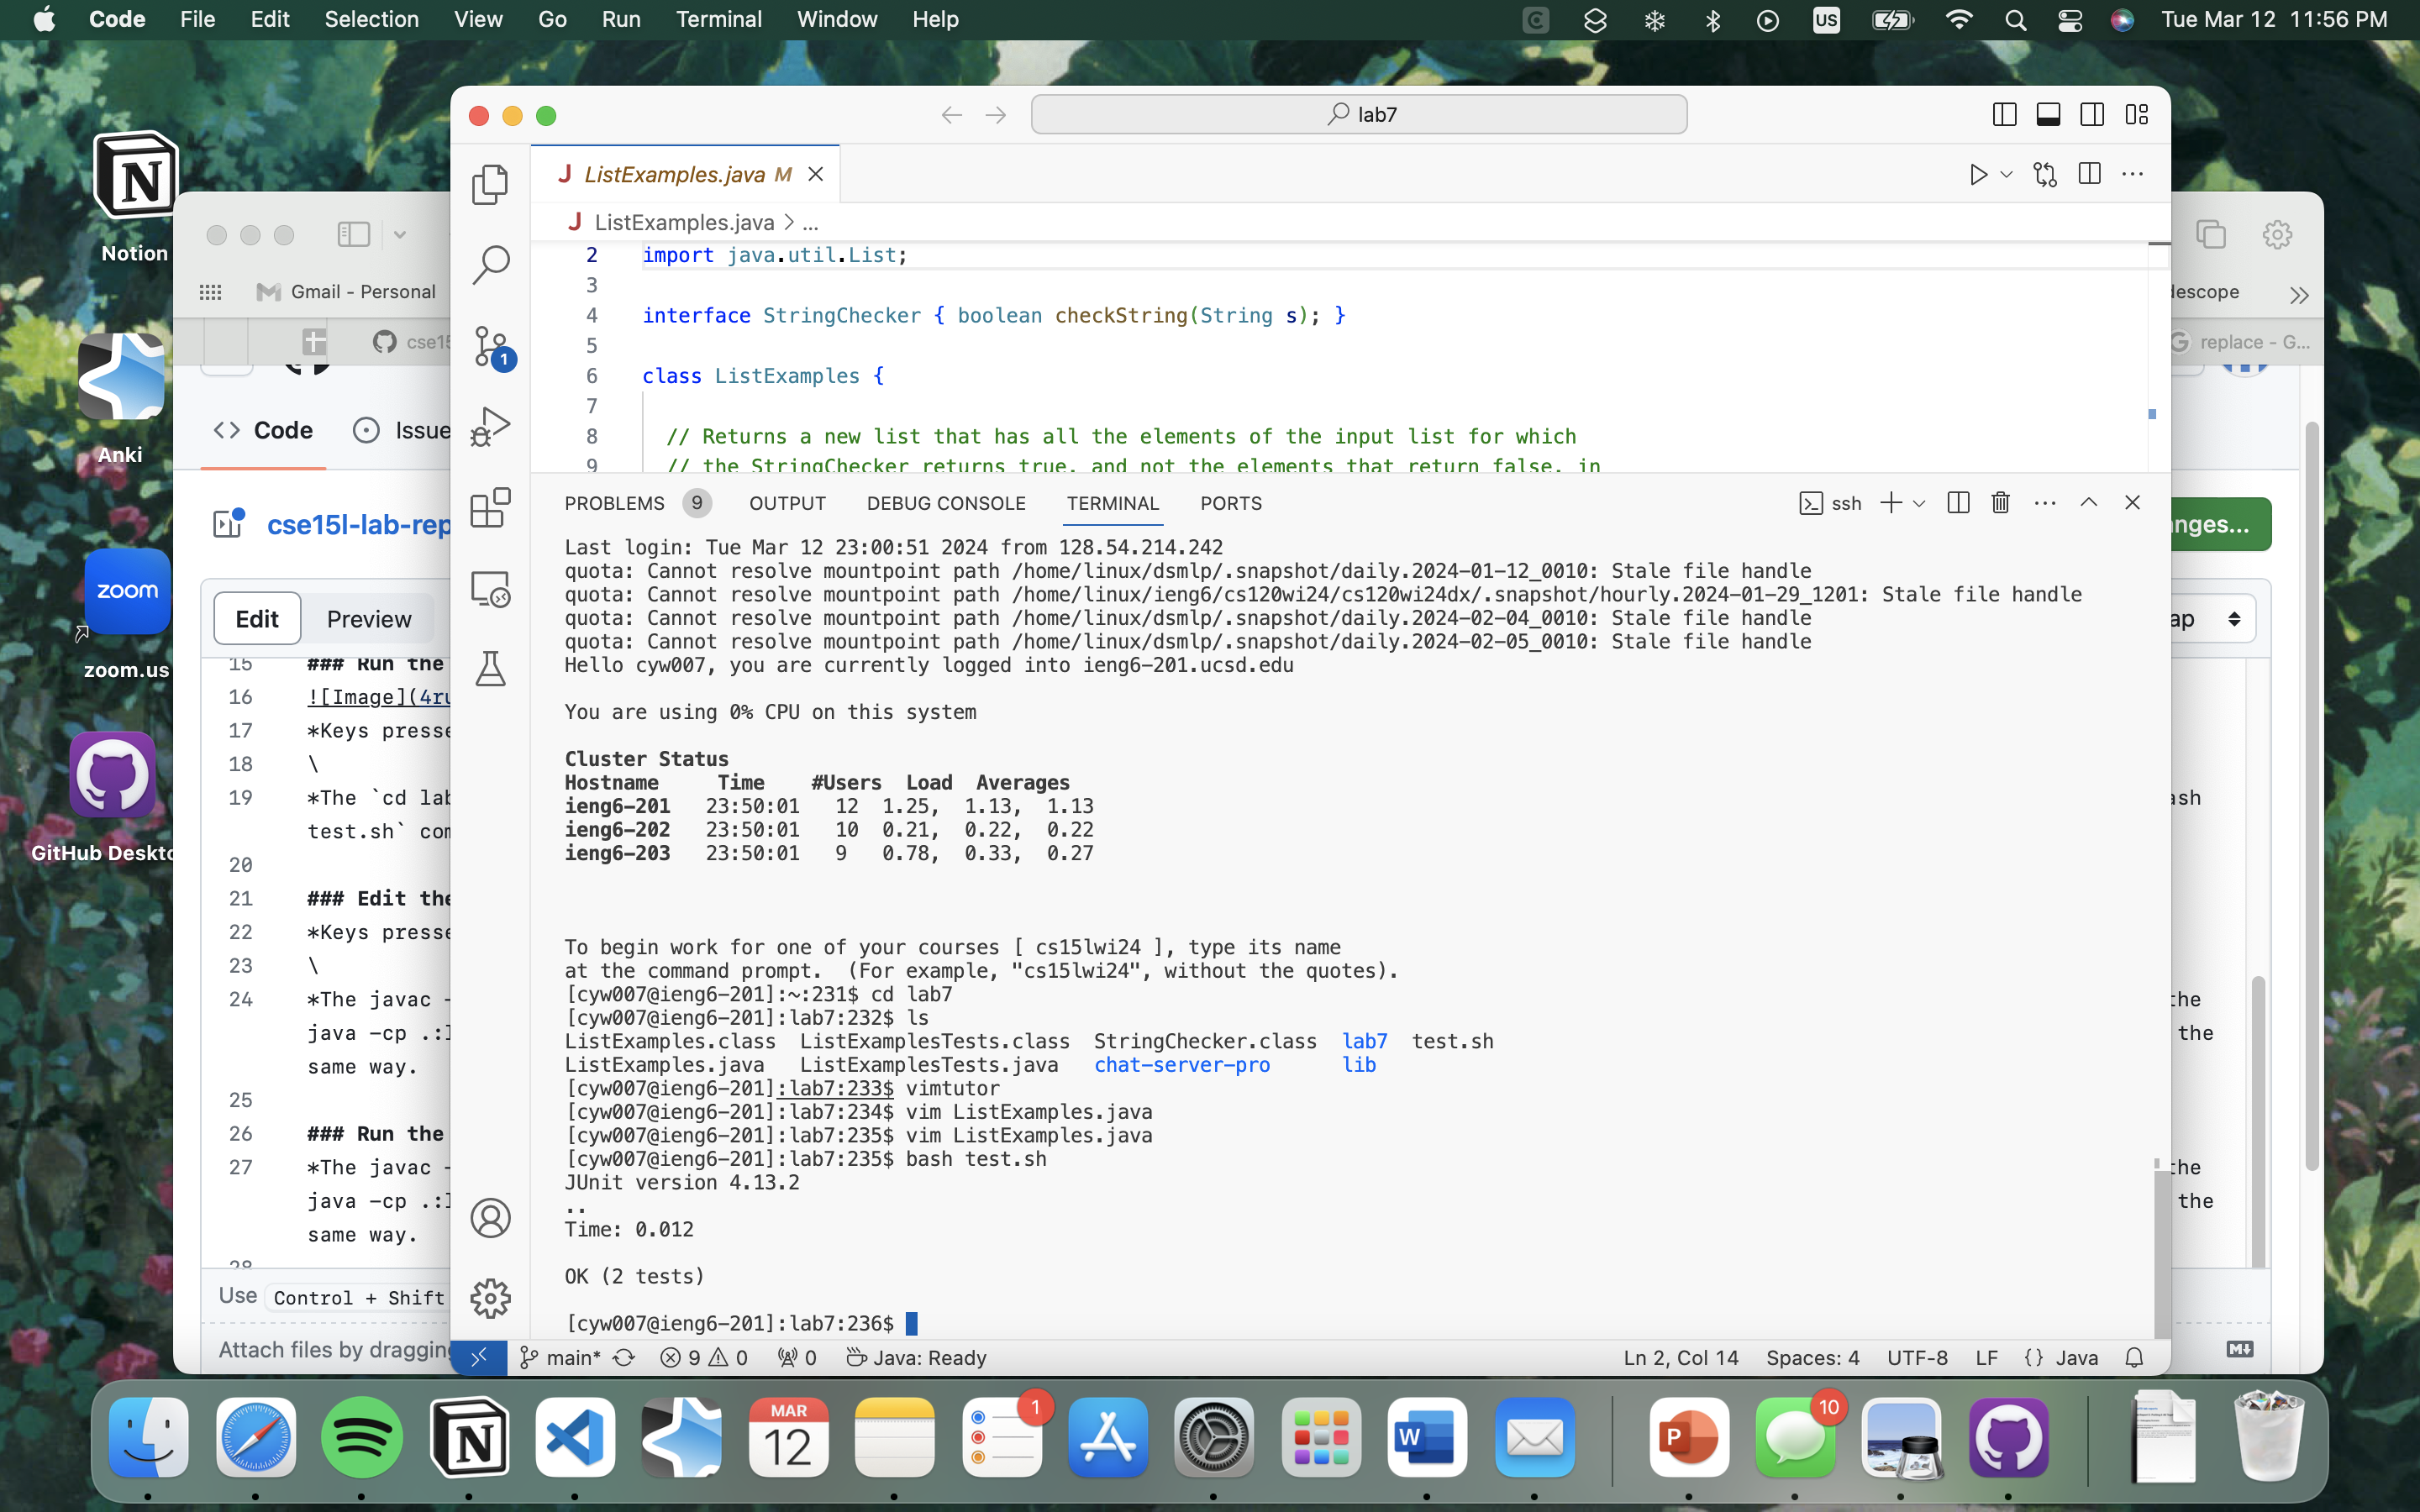 Code File Edit Selection View Go Run Terminal Window Help
US
Tue Mar 12 11:56 PM
Notion
Anki
zoom
zoom.us
GitHub Deskto
lab7
ListExamples.java M
ListExamples.java > ...
2 import java.util.List;
3
4 interface StringChecker { boolean checkString(String s); }
5
6 class ListExamples {
7
8 // Returns a new list that has all the elements of the input list for which
9 // the StringChecker returns true, and not the elements that return false, in
1
PROBLEMS 9 OUTPUT DEBUG CONSOLE TERMINAL PORTS
ssh
Last login: Tue Mar 12 23:00:51 2024 from 128.54.214.242
quota: Cannot resolve mountpoint path /home/linux/dsmlp/.snapshot/daily.2024-01-12_0010: Stale file handle
quota: Cannot resolve mountpoint path /home/linux/ieng6/cs120wi24/cs120wi24dx/.snapshot/hourly.2024-01-29_1201: Stale file handle
quota: Cannot resolve mountpoint path /home/linux/dsmlp/.snapshot/daily.2024-02-04_0010: Stale file handle
quota: Cannot resolve mountpoint path /home/linux/dsmlp/.snapshot/daily.2024-02-05_0010: Stale file handle
Hello cyw007, you are currently logged into ieng6-201.ucsd.edu
You are using 0% CPU on this system
Cluster Status
Hostname Time #Users Load Averages
ieng6-201 23:50:01 12 1.25, 1.13, 1.13
ieng6-202 23:50:01 10 0.21, 0.22, 0.22
ieng6-203 23:50:01 9 0.78, 0.33, 0.27
To begin work for one of your courses [ cs15lwi24 ], type its name
at the command prompt. (For example, "cs15lwi24", without the quotes).
[cyw007@ieng6-201]:~:231$ cd lab7
[cyw007@ieng6-201]:lab7:232$ ls
ListExamples.class ListExamplesTests.class StringChecker.class lab7 test.sh
ListExamples.java ListExamplesTests.java chat-server-pro lib
[cyw007@ieng6-201]:lab7:233$ vimtutor
[cyw007@ieng6-201]:lab7:234$ vim ListExamples.java
[cyw007@ieng6-201]:lab7:235$ vim ListExamples.java
[cyw007@ieng6-201]:lab7:235$ bash test.sh
JUnit version 4.13.2
..
Time: 0.012
OK (2 tests)
[cyw007@ieng6-201]:lab7:236$
main* 9 0 0 Java: Ready
Ln 2, Col 14 Spaces: 4 UTF-8 LF {} Java
Gmail - Personal
descope
cse15
replace - G...
Code
Issue
cse15l-lab-rep
nges...
Edit Preview
ap
15 ### Run the
16 ![Image](4ru
17 *Keys presse
18 \
19 *The `cd lab
ash
test.sh` com
20
21 ### Edit the
22 *Keys presse
23 \
24 *The javac -
the
java -cp .:l
the
same way.
25
26 ### Run the
27 *The javac -
the
java -cp .:l
the
same way.
28
Use Control + Shift
Attach files by dragging
MAR
12
1
W
P
10